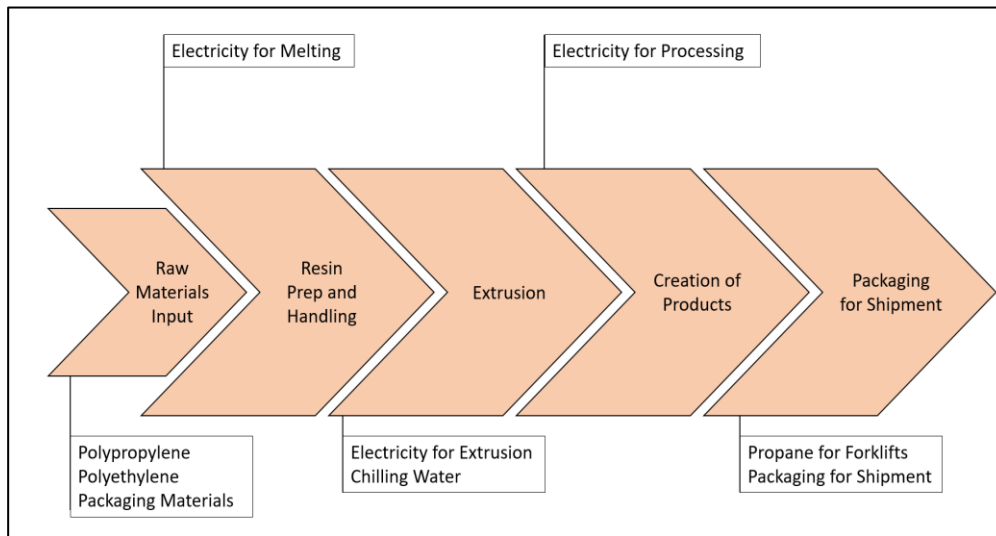 Electricity for Melting
Electricity for Processing
Raw
Materials
Input
Resin
Prep and
Handling
Extrusion
Creation of
Products
Packaging
for Shipment
Polypropylene
Polyethylene
Packaging Materials
Electricity for Extrusion
Chilling Water
Propane for Forklifts
Packaging for Shipment